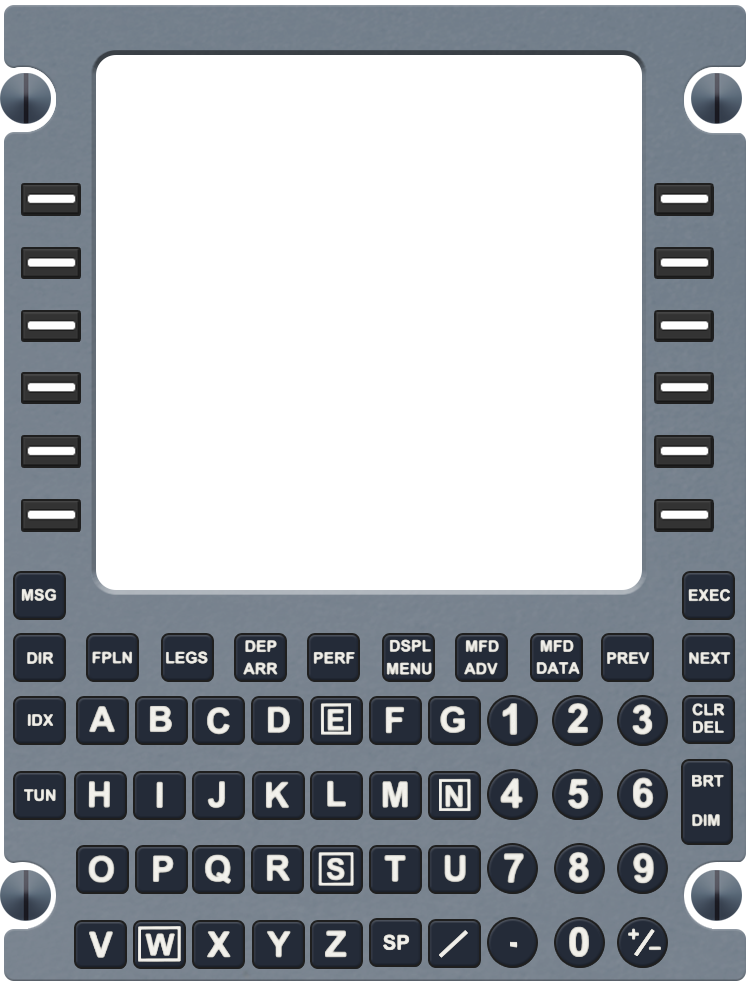 MSG EXEC
DIR FPLN LEGS DEP ARR PERF DSPL MENU MFD ADV MFD DATA PREV NEXT
IDX A B C D E F G 1 2 3 CLR DEL
TUN H I J K L M N 4 5 6 BRT DIM
O P Q R S T U 7 8 9
V W X Y Z SP / . 0 +/-